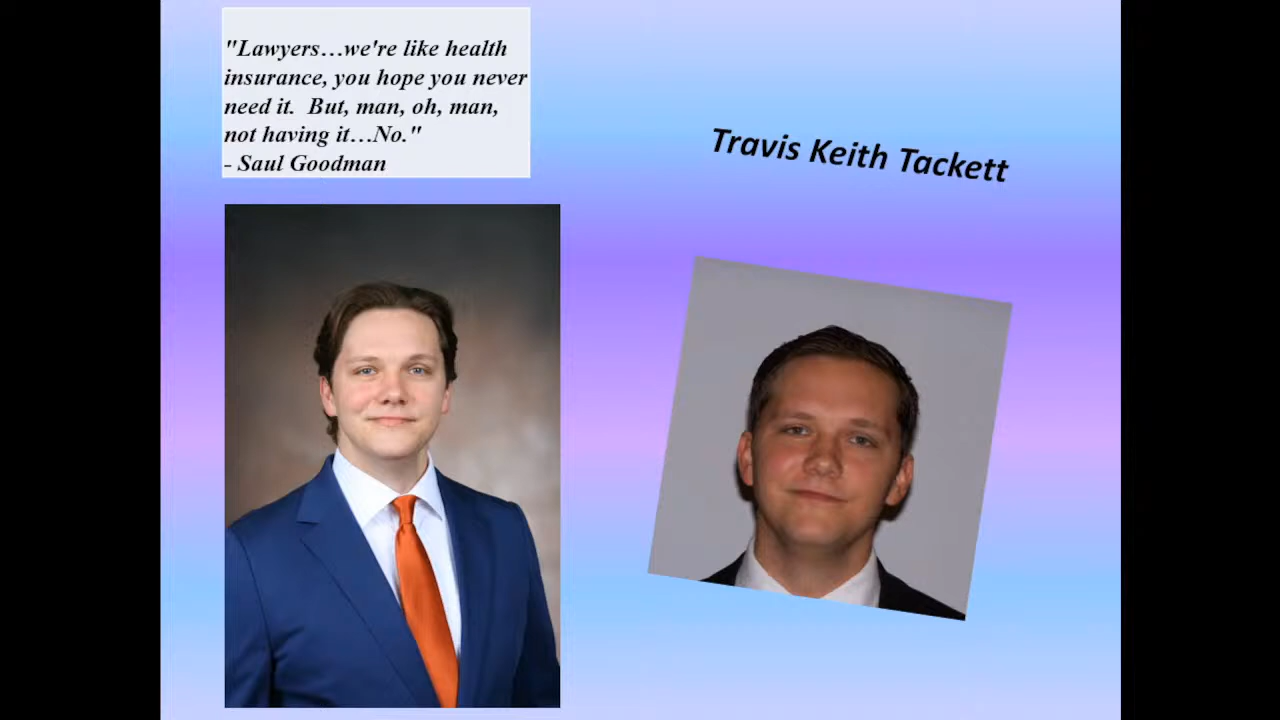 "Lawyers…we're like health
insurance, you hope you never
need it.  But, man, oh, man,
not having it…No."
- Saul Goodman
Travis Keith Tackett